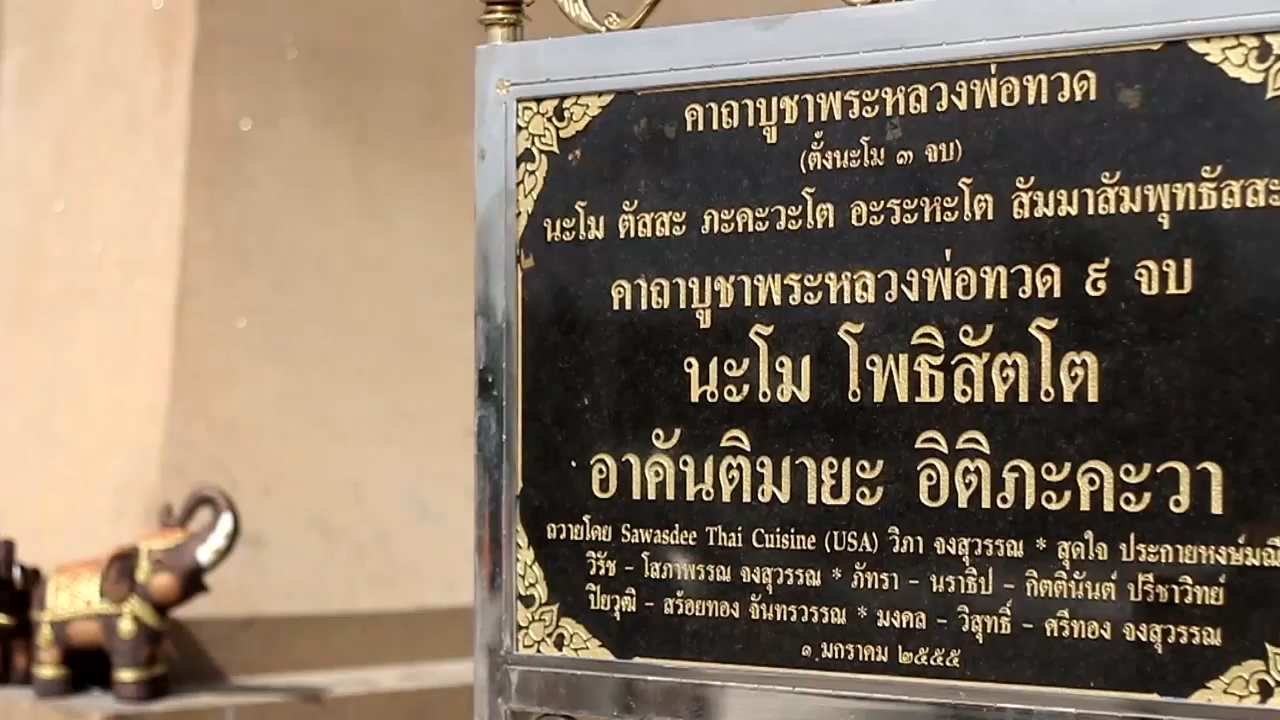 คาถาบูชาพระหลวงพ่อทวด
(ตั้งนะโม ๓ จบ)
นะโม ตัสสะ ภะคะวะโต อะระหะโต สัมมาสัมพุทธัสสะ
คาถาบูชาพระหลวงพ่อทวด ๙ จบ
นะโม โพธิสัตโต
อาคันติมายะ อิติภะคะวา
ถวายโดย Sawasdee Thai Cuisine (USA) วิภา จงสุวรรณ * สุดใจ ประกายหงษ์มณี
วิรัช - โสภาพรรณ จงสุวรรณ * ภัทรา - นราธิป - กิตตินันต์ ปรีชาวิทย์
ปิยวุฒิ - สร้อยทอง จันทรวรรณ * มงคล - วิสุทธิ์ - ศรีทอง จงสุวรรณ
๑ มกราคม ๒๕๕๕